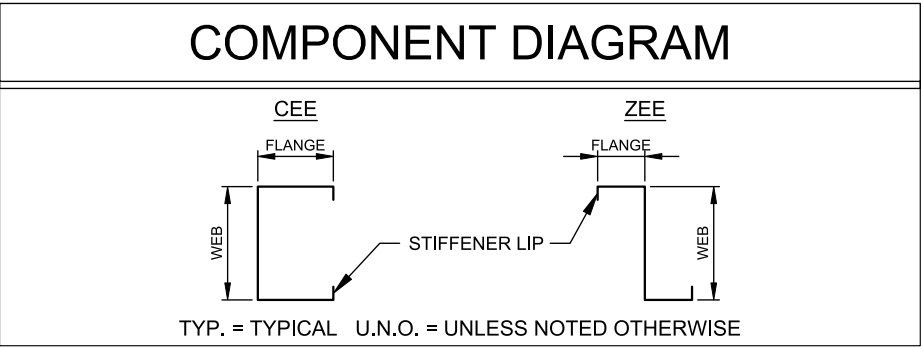 COMPONENT DIAGRAM
CEE
ZEE
FLANGE
FLANGE
WEB
STIFFENER LIP
WEB
TYP. = TYPICAL U.N.O. = UNLESS NOTED OTHERWISE